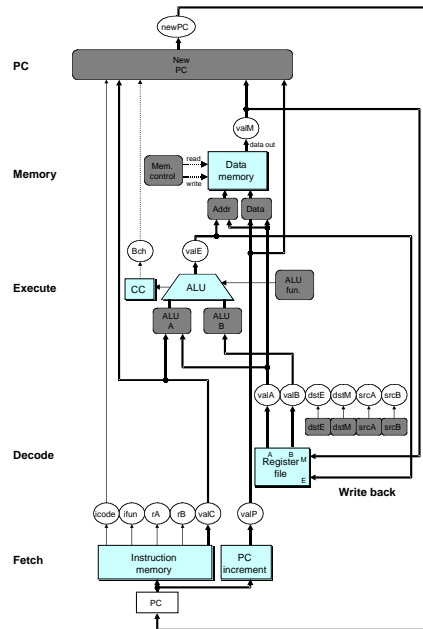 newPC
PC
New
PC
valM
data out
Memory
Mem.
control
read
write
Data
memory
Addr
Data
Bch
valE
Execute
CC
ALU
ALU
fun.
ALU
A
ALU
B
valA
valB
dstE
dstM
srcA
srcB
dstE
dstM
srcA
srcB
Decode
A
B
Register
file
M
E
Write back
icode
ifun
rA
rB
valC
valP
Fetch
Instruction
memory
PC
increment
PC